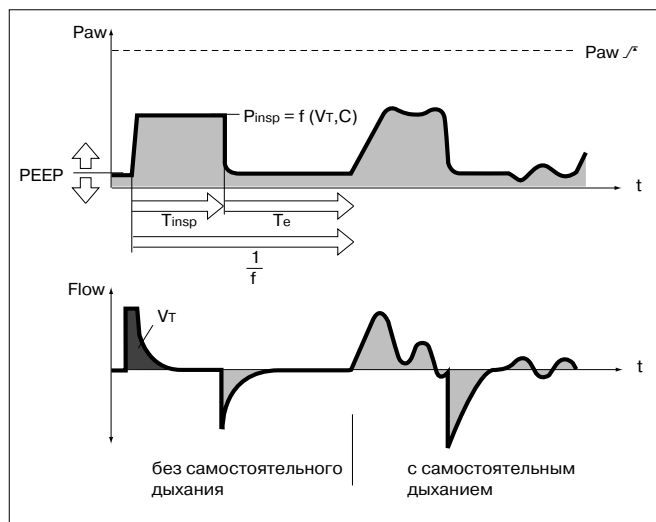 Paw
Paw
Pinsp = f (VT,C)
PEEP
t
Tinsp
Te
1
f
Flow
VT
t
без самостоятельного
дыхания
с самостоятельным
дыханием